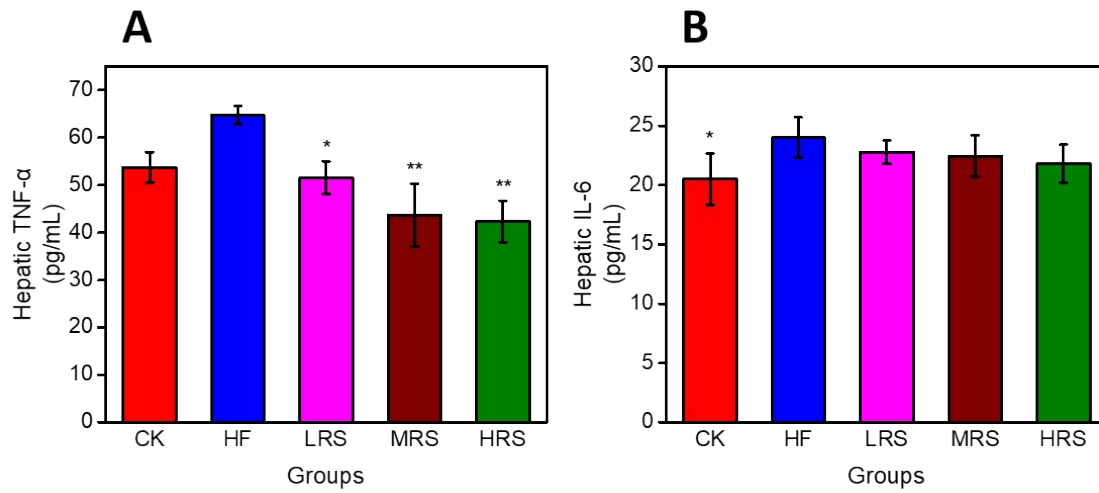 A
Hepatic TNF-α
(pg/mL)
70
60
50
40
30
20
10
0
*
**
**
CK HF LRS MRS HRS
Groups
B
Hepatic IL-6
(pg/mL)
30
25
20
15
10
5
0
*
CK HF LRS MRS HRS
Groups